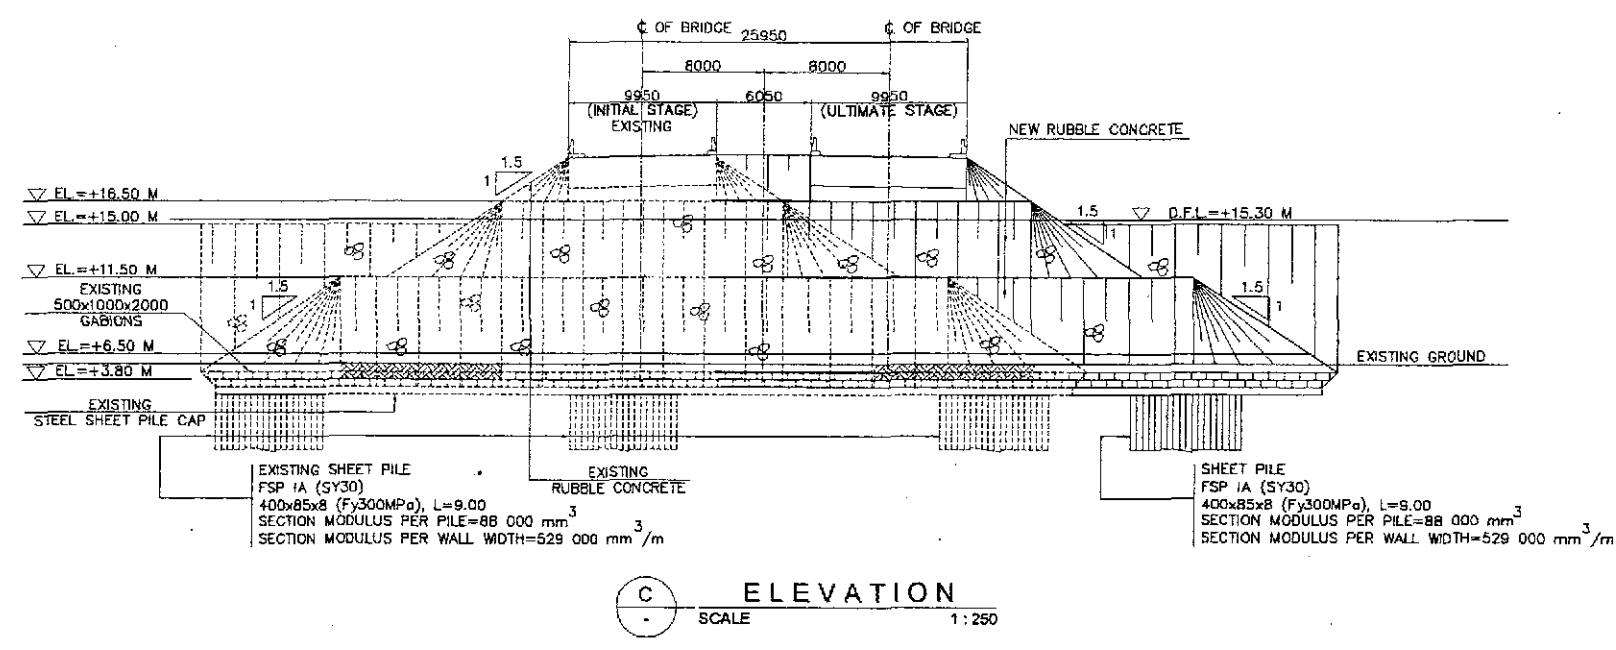 ℄ OF BRIDGE
℄ OF BRIDGE
25950
8000
8000
9950
6050
9950
(INITIAL STAGE)
EXISTING
(ULTIMATE STAGE)
NEW RUBBLE CONCRETE
1.5
1
EL.=+16.50 M
EL.=+15.00 M
1.5
1
D.F.L.=+15.30 M
EL.=+11.50 M
EXISTING
500x1000x2000
GABIONS
1.5
1
1.5
1
EL.=+6.50 M
EXISTING GROUND
EL.=+3.80 M
EXISTING
STEEL SHEET PILE CAP
EXISTING SHEET PILE
FSP IA (SY30)
400x85x8 (Fy300MPa), L=9.00
SECTION MODULUS PER PILE=88 000 mm3
SECTION MODULUS PER WALL WIDTH=529 000 mm3/m
EXISTING
RUBBLE CONCRETE
SHEET PILE
FSP IA (SY30)
400x85x8 (Fy300MPa), L=9.00
SECTION MODULUS PER PILE=88 000 mm3
SECTION MODULUS PER WALL WIDTH=529 000 mm3/m
C
-
ELEVATION
SCALE 1:250